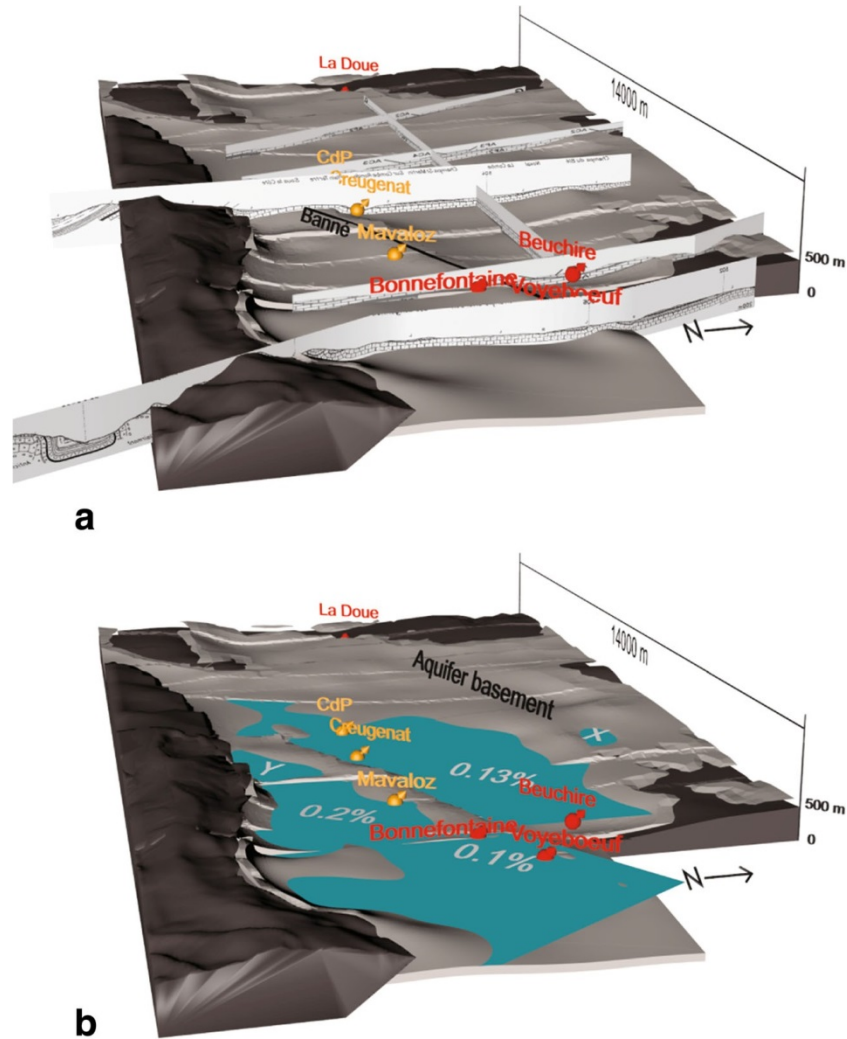 La Doue
14000 m
CdP
Creugenat
Banné
Mavaloz
Beuchire
Bonnefontaine
Voyeboeuf
500 m
0
N
a
La Doue
14000 m
Aquifer basement
CdP
Creugenat
X
Y
0.13%
Mavaloz
Beuchire
0.2%
Bonnefontaine
Voyeboeuf
0.1%
500 m
0
N
b